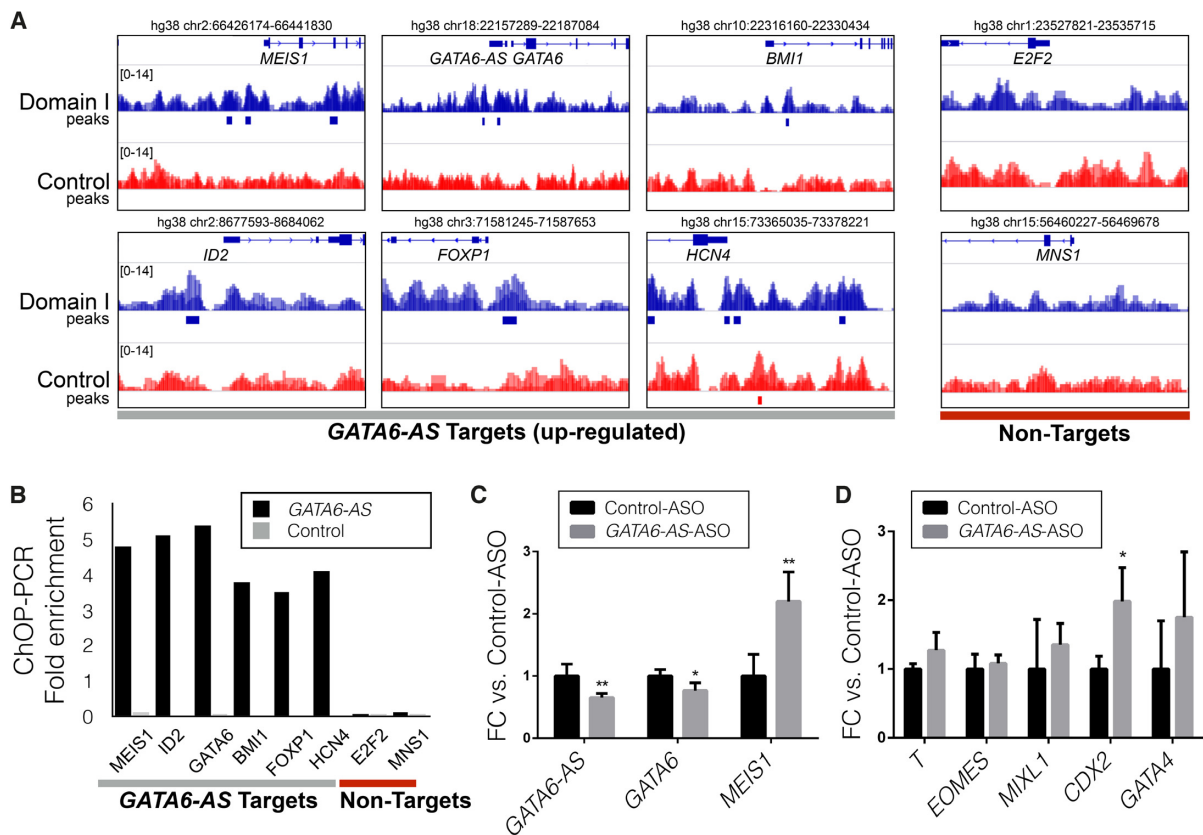 A
hg38 chr2:66426174-66441830
hg38 chr18:22157289-22187084
hg38 chr10:22316160-22330434
hg38 chr1:23527821-23535715
MEIS1
GATA6-AS GATA6
BMI1
E2F2
[0-14]
Domain I
peaks
[0-14]
Control
peaks
hg38 chr2:8677593-8684062
hg38 chr3:71581245-71587653
hg38 chr15:73365035-73378221
hg38 chr15:56460227-56469678
ID2
FOXP1
HCN4
MNS1
[0-14]
Domain I
peaks
[0-14]
Control
peaks
GATA6-AS Targets (up-regulated)
Non-Targets
B
ChOP-PCR
Fold enrichment
6
5
4
3
2
1
0
GATA6-AS
Control
MEIS1
ID2
GATA6
BMI1
FOXP1
HCN4
E2F2
MNS1
GATA6-AS Targets
Non-Targets
C
Control-ASO
GATA6-AS-ASO
FC vs. Control-ASO
3
2
1
0
**
*
**
GATA6-AS
GATA6
MEIS1
D
Control-ASO
GATA6-AS-ASO
FC vs. Control-ASO
3
2
1
0
*
T
EOMES
MIXL1
CDX2
GATA4